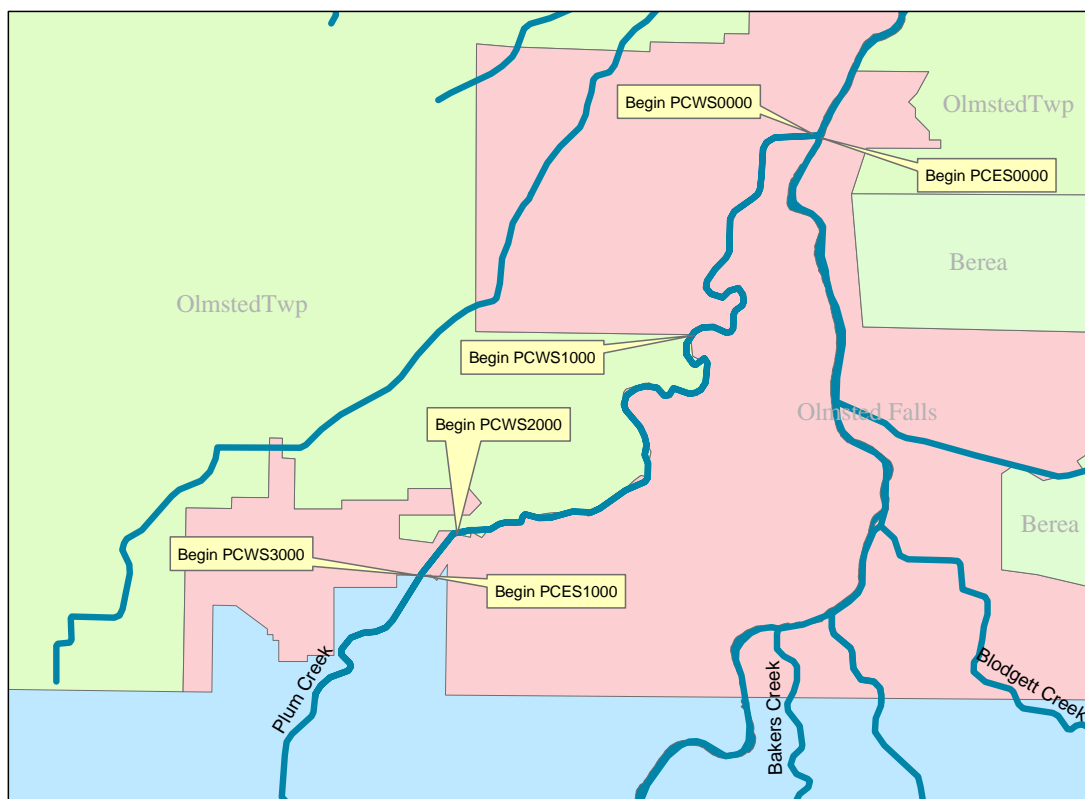 Begin PCWS0000
OlmstedTwp
Begin PCES0000
Berea
OlmstedTwp
Begin PCWS1000
Olmsted Falls
Begin PCWS2000
Berea
Begin PCWS3000
Begin PCES1000
Plum Creek
Bakers Creek
Blodgett Creek